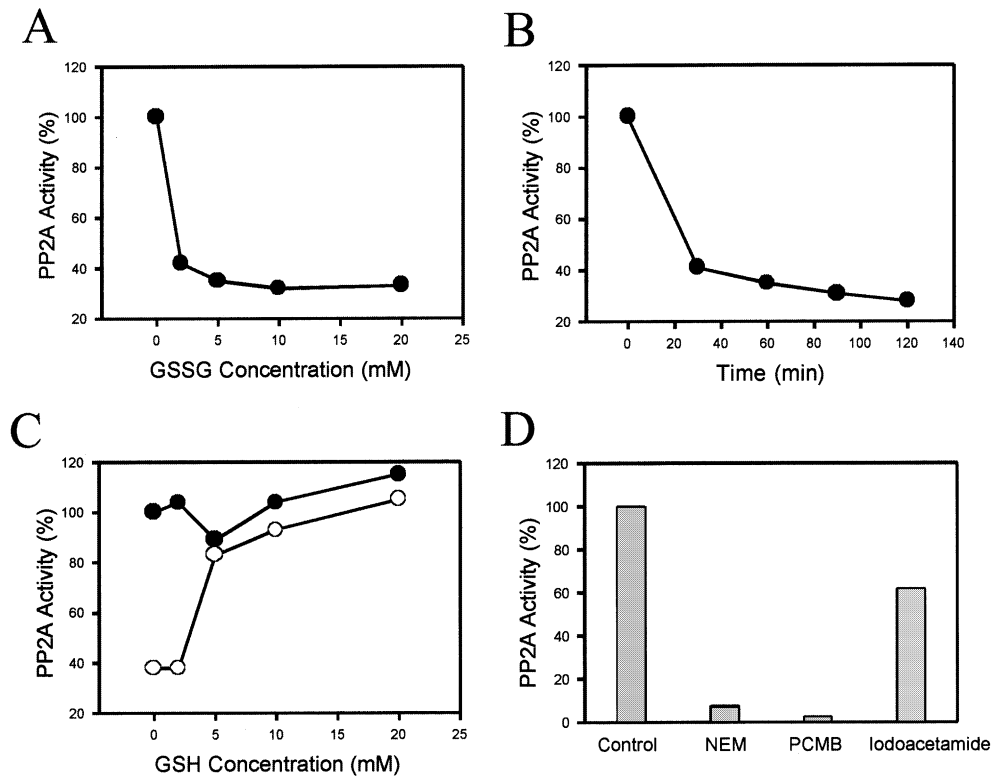 A
120
100
80
60
40
20
PP2A Activity (%)
0 5 10 15 20 25
GSSG Concentration (mM)
B
120
100
80
60
40
20
PP2A Activity (%)
0 20 40 60 80 100 120 140
Time (min)
C
120
100
80
60
40
20
PP2A Activity (%)
0 5 10 15 20 25
GSH Concentration (mM)
D
120
100
80
60
40
20
0
PP2A Activity (%)
Control NEM PCMB Iodoacetamide